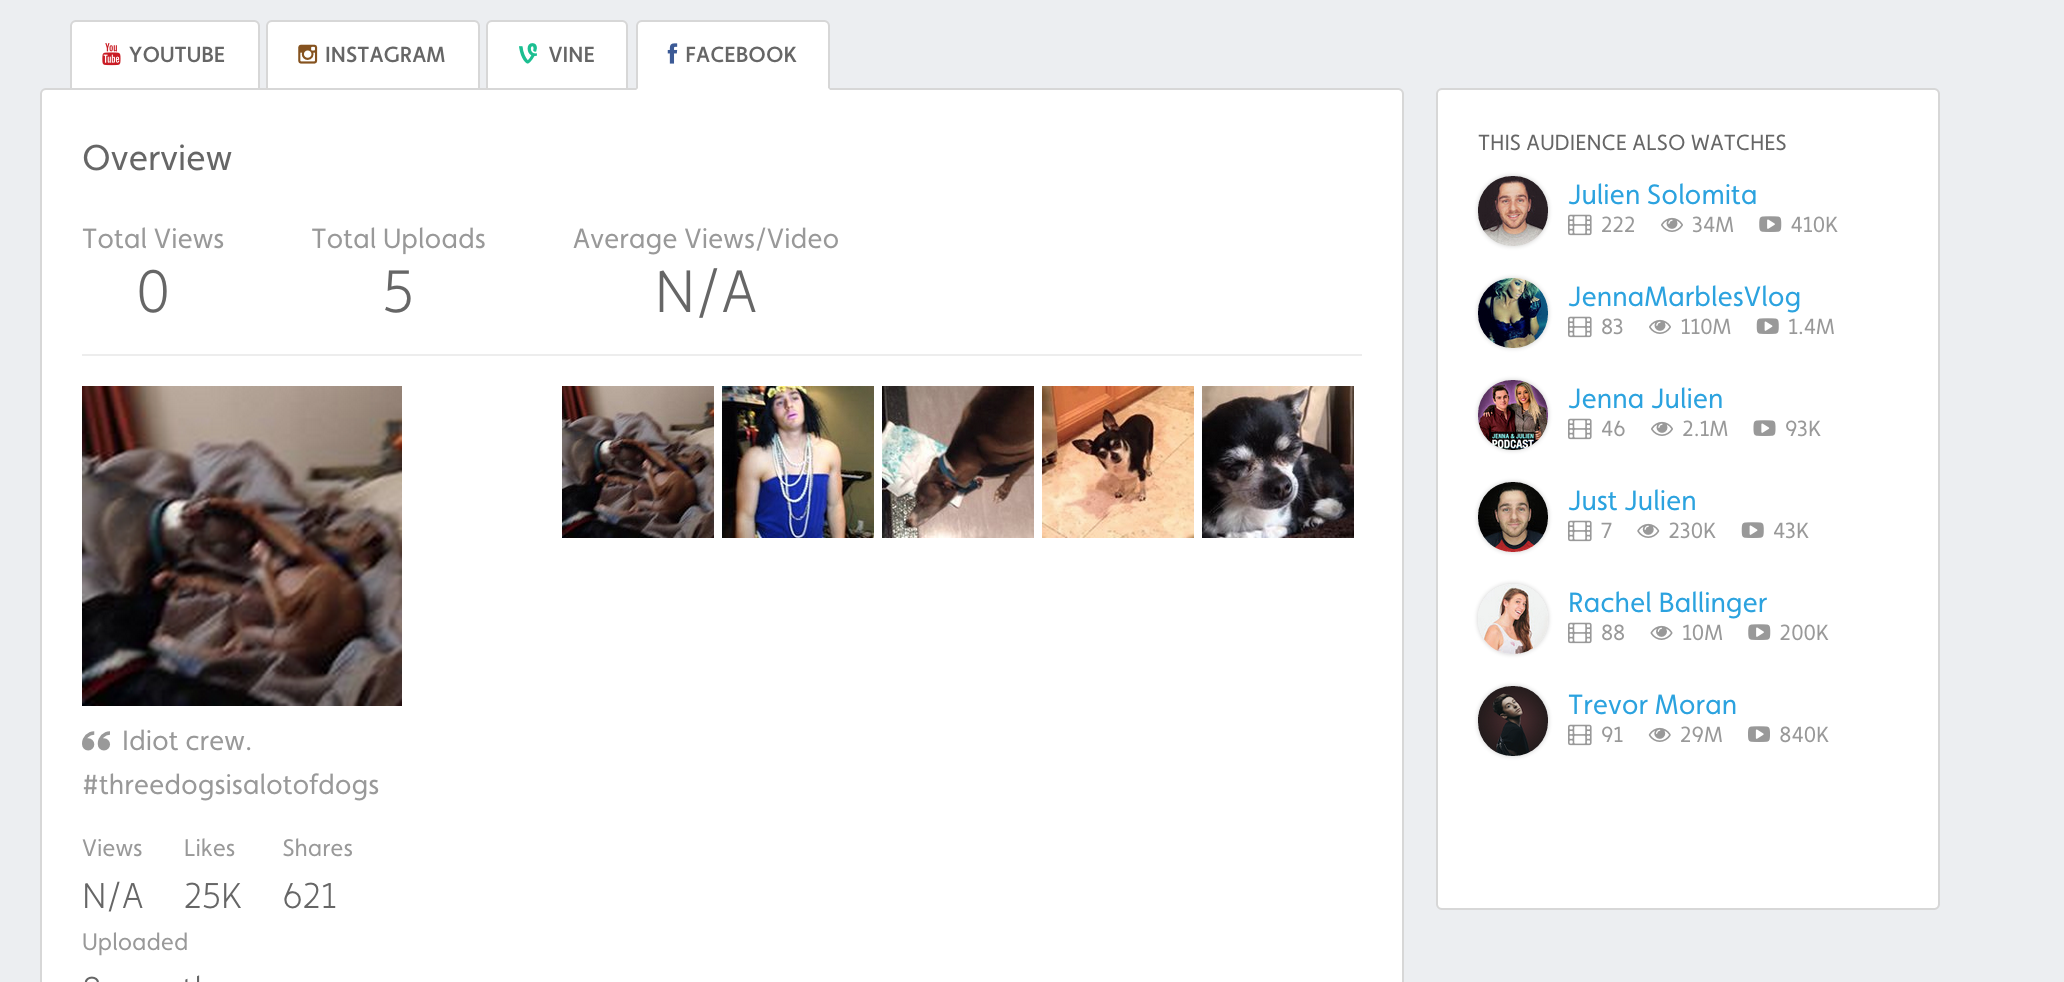 YOUTUBE
INSTAGRAM
VINE
FACEBOOK
Overview
Total Views
0
Total Uploads
5
Average Views/Video
N/A
Idiot crew.
#threedogsisalotofdogs
Views
Likes
Shares
N/A
25K
621
Uploaded
THIS AUDIENCE ALSO WATCHES
Julien Solomita
222 34M 410K
JennaMarblesVlog
83 110M 1.4M
JENNA & JULIEN
PODCAST
Jenna Julien
46 2.1M 93K
Just Julien
7 230K 43K
Rachel Ballinger
88 10M 200K
Trevor Moran
91 29M 840K